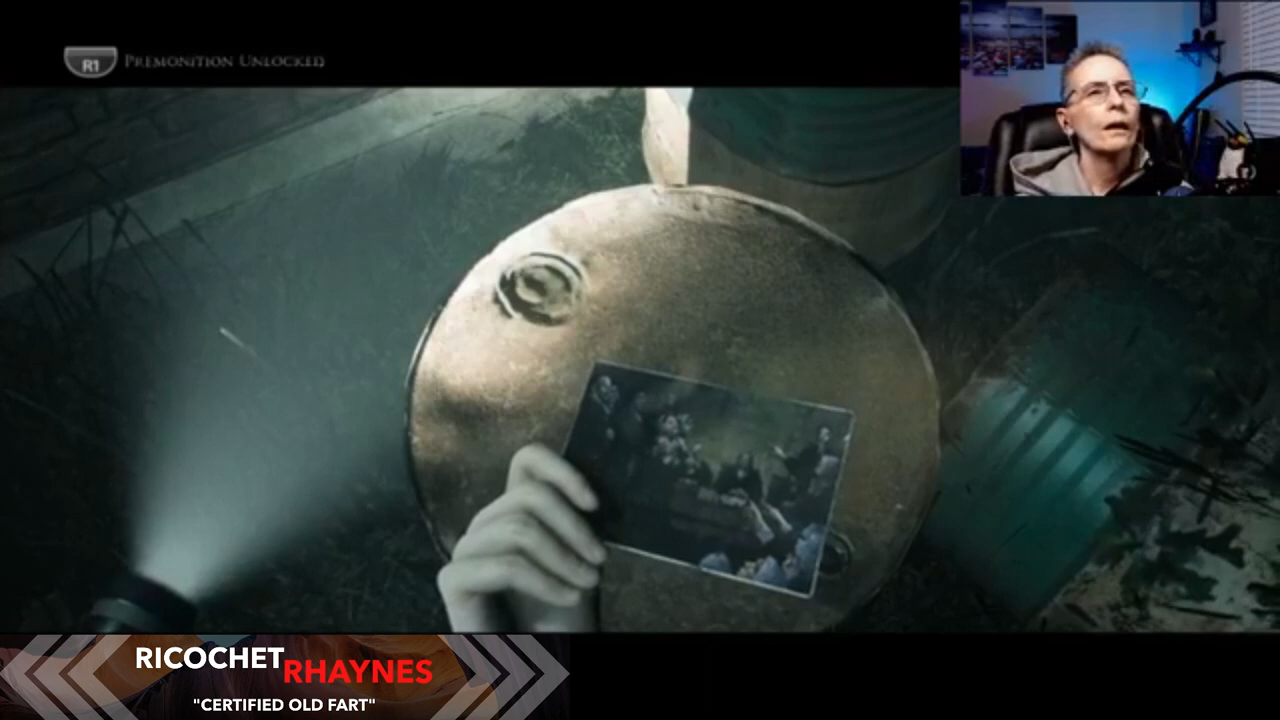 R1 PREMONITION UNLOCKED
RICOCHET
RHAYNES
"CERTIFIED OLD FART"